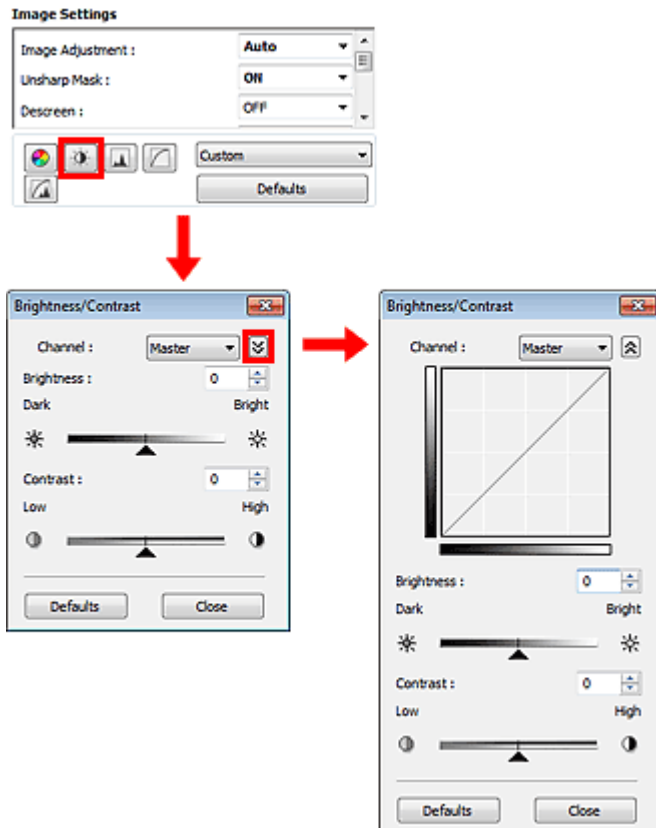 Image Settings
Image Adjustment : Auto
Unsharp Mask : ON
Descreen : OFF
Custom
Defaults
Brightness/Contrast
Channel : Master
Brightness : 0
Dark Bright
Contrast : 0
Low High
Defaults Close
Brightness/Contrast
Channel : Master
Brightness : 0
Dark Bright
Contrast : 0
Low High
Defaults Close